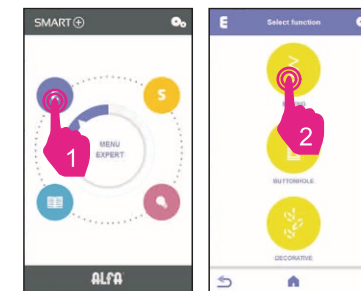 SMART
S
MENU
EXPERT
1
ALFA
E
Select function
2
BUTTONHOLE
DECORATIVE